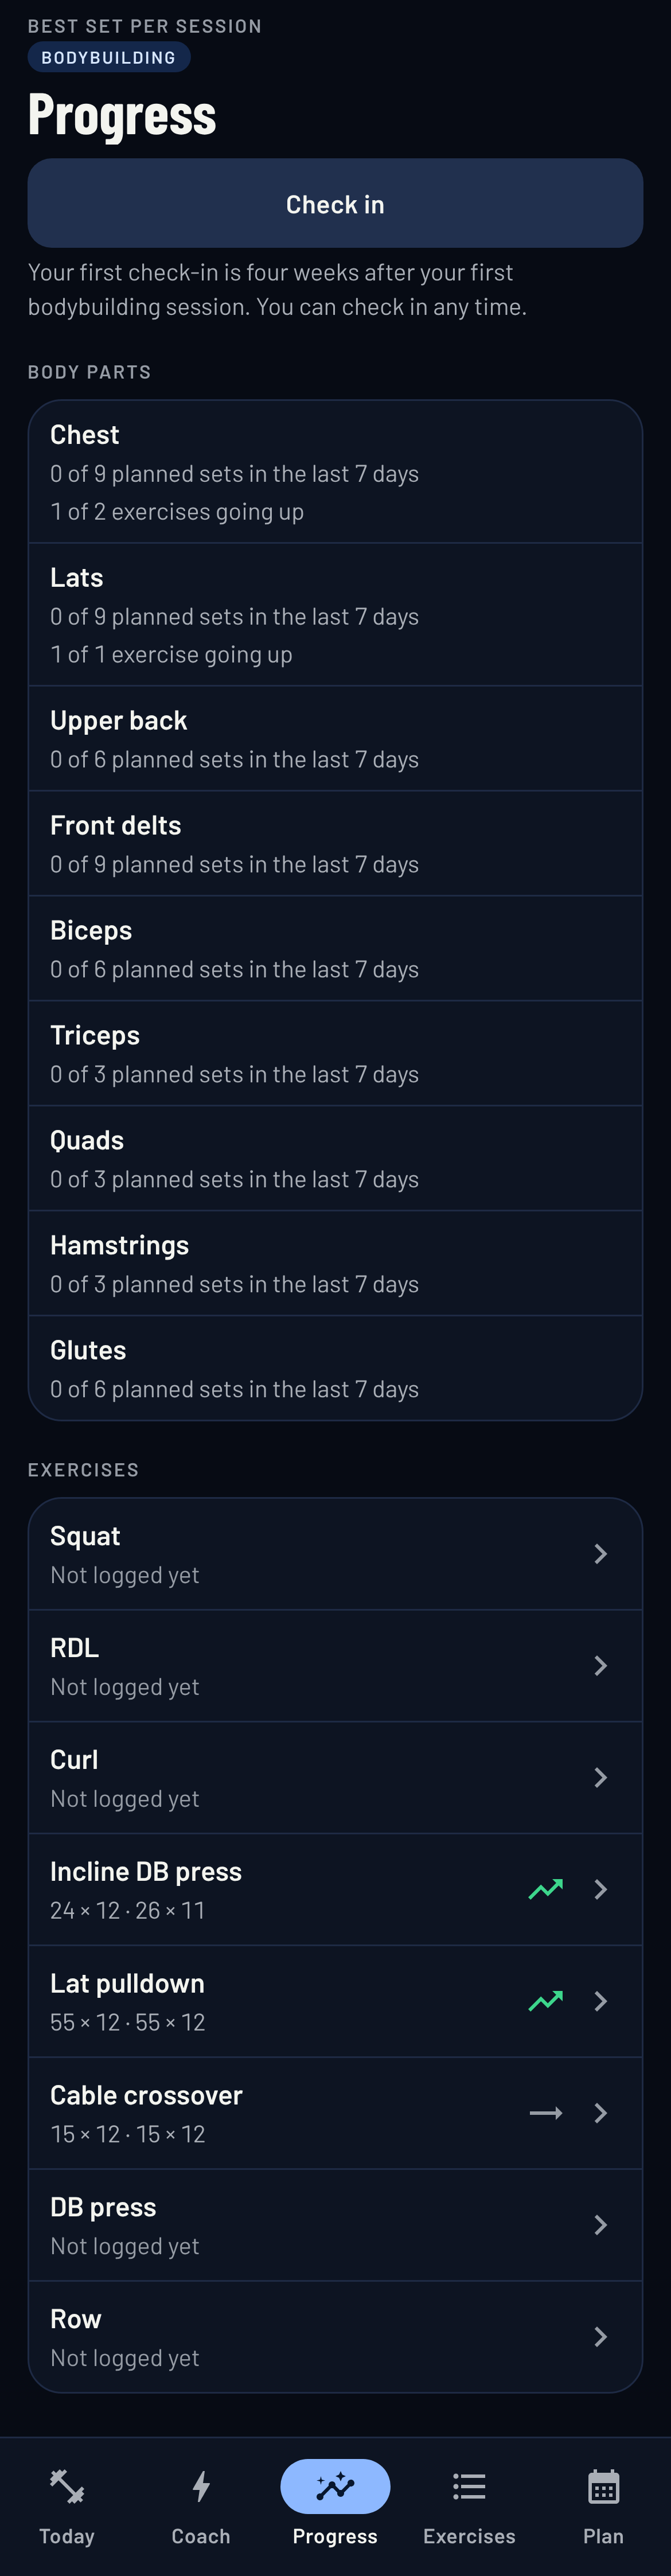 BEST SET PER SESSION
BODYBUILDING
Progress
Check in
Your first check-in is four weeks after your first
bodybuilding session. You can check in any time.
BODY PARTS
Chest
0 of 9 planned sets in the last 7 days
1 of 2 exercises going up
Lats
0 of 9 planned sets in the last 7 days
1 of 1 exercise going up
Upper back
0 of 6 planned sets in the last 7 days
Front delts
0 of 9 planned sets in the last 7 days
Biceps
0 of 6 planned sets in the last 7 days
Triceps
0 of 3 planned sets in the last 7 days
Quads
0 of 3 planned sets in the last 7 days
Hamstrings
0 of 3 planned sets in the last 7 days
Glutes
0 of 6 planned sets in the last 7 days
EXERCISES
Squat
Not logged yet
RDL
Not logged yet
Curl
Not logged yet
Incline DB press
24 × 12 · 26 × 11
Lat pulldown
55 × 12 · 55 × 12
Cable crossover
15 × 12 · 15 × 12
DB press
Not logged yet
Row
Not logged yet
Today Coach Progress Exercises Plan